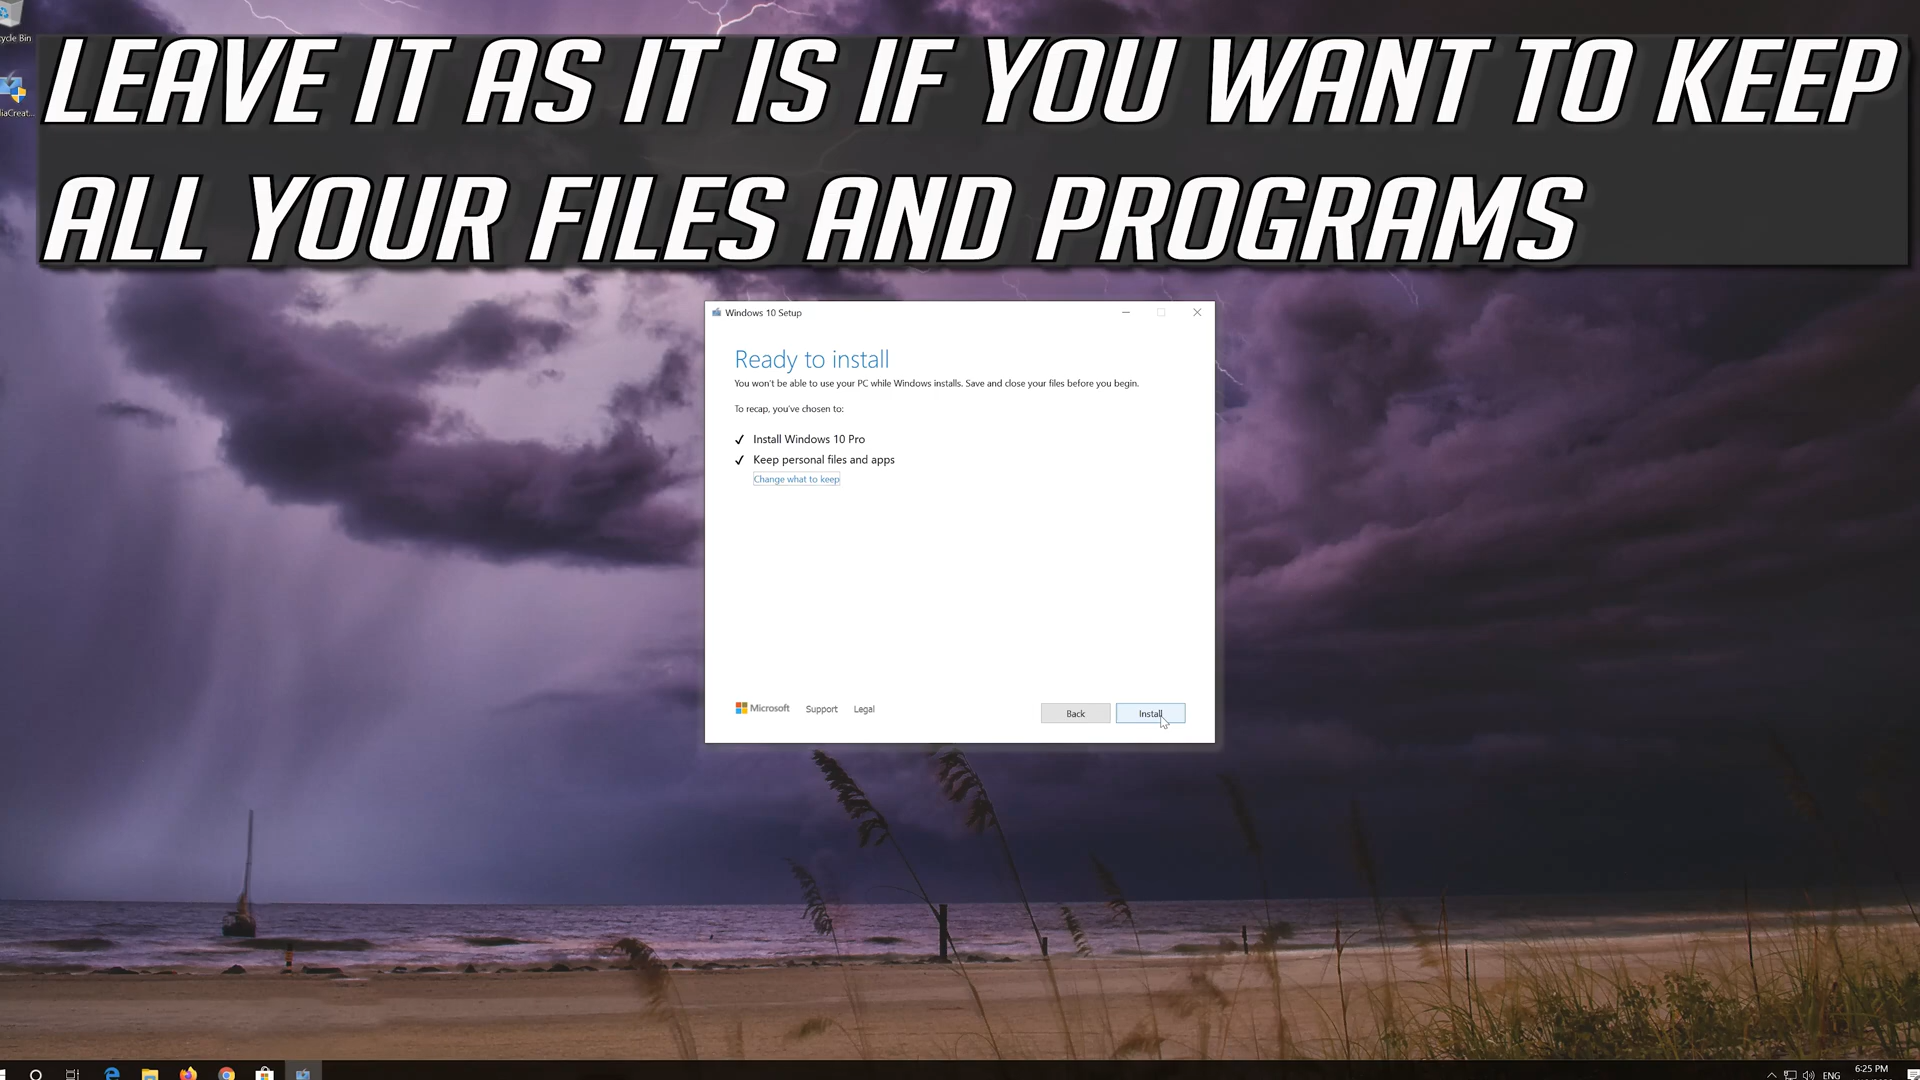 cycle Bin
LEAVE IT AS IT IS IF YOU WANT TO KEEP
ALL YOUR FILES AND PROGRAMS
diaCreat...
Windows 10 Setup
Ready to install
You won't be able to use your PC while Windows installs. Save and close your files before you begin.
To recap, you've chosen to:
Install Windows 10 Pro
Keep personal files and apps
Change what to keep
Microsoft Support Legal
Back Install
ENG
6:25 PM